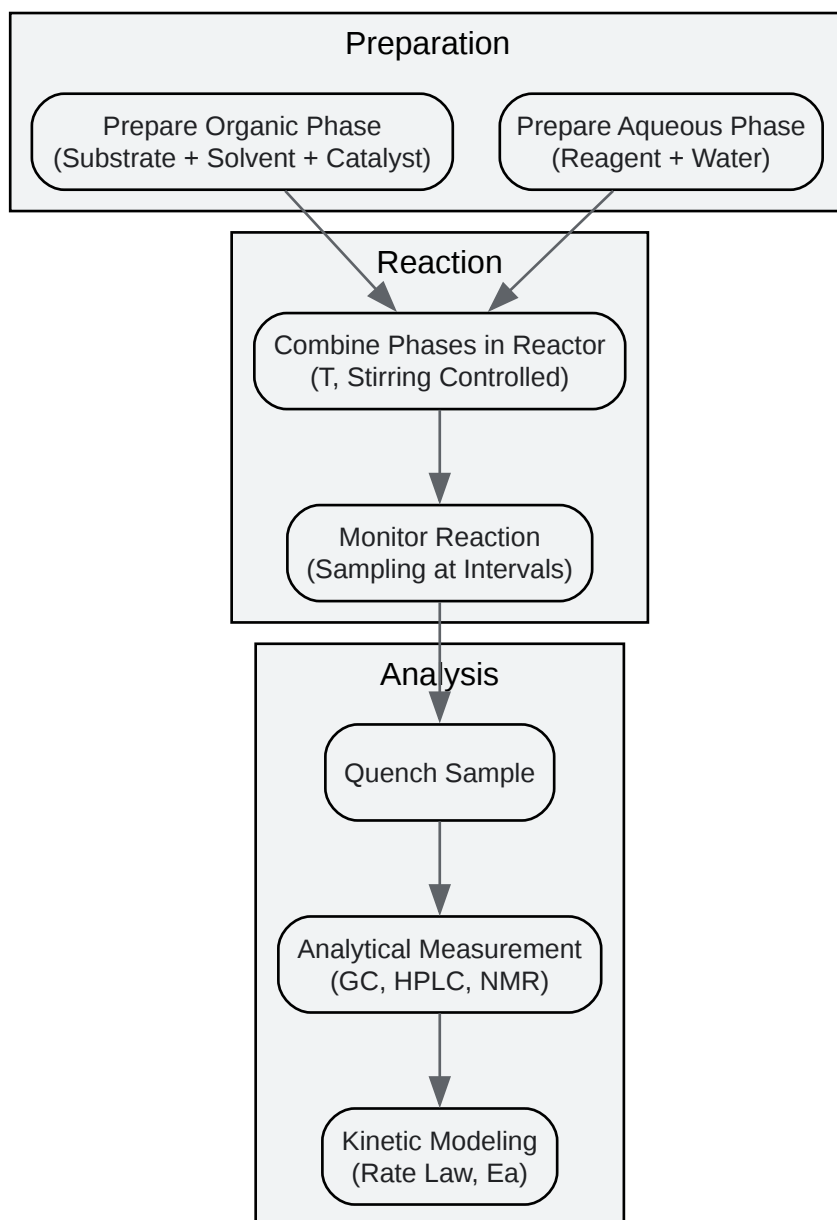 Preparation
Prepare Organic Phase
(Substrate + Solvent + Catalyst)
Prepare Aqueous Phase
(Reagent + Water)
Reaction
Combine Phases in Reactor
(T, Stirring Controlled)
Monitor Reaction
(Sampling at Intervals)
Analysis
Quench Sample
Analytical Measurement
(GC, HPLC, NMR)
Kinetic Modeling
(Rate Law, Ea)